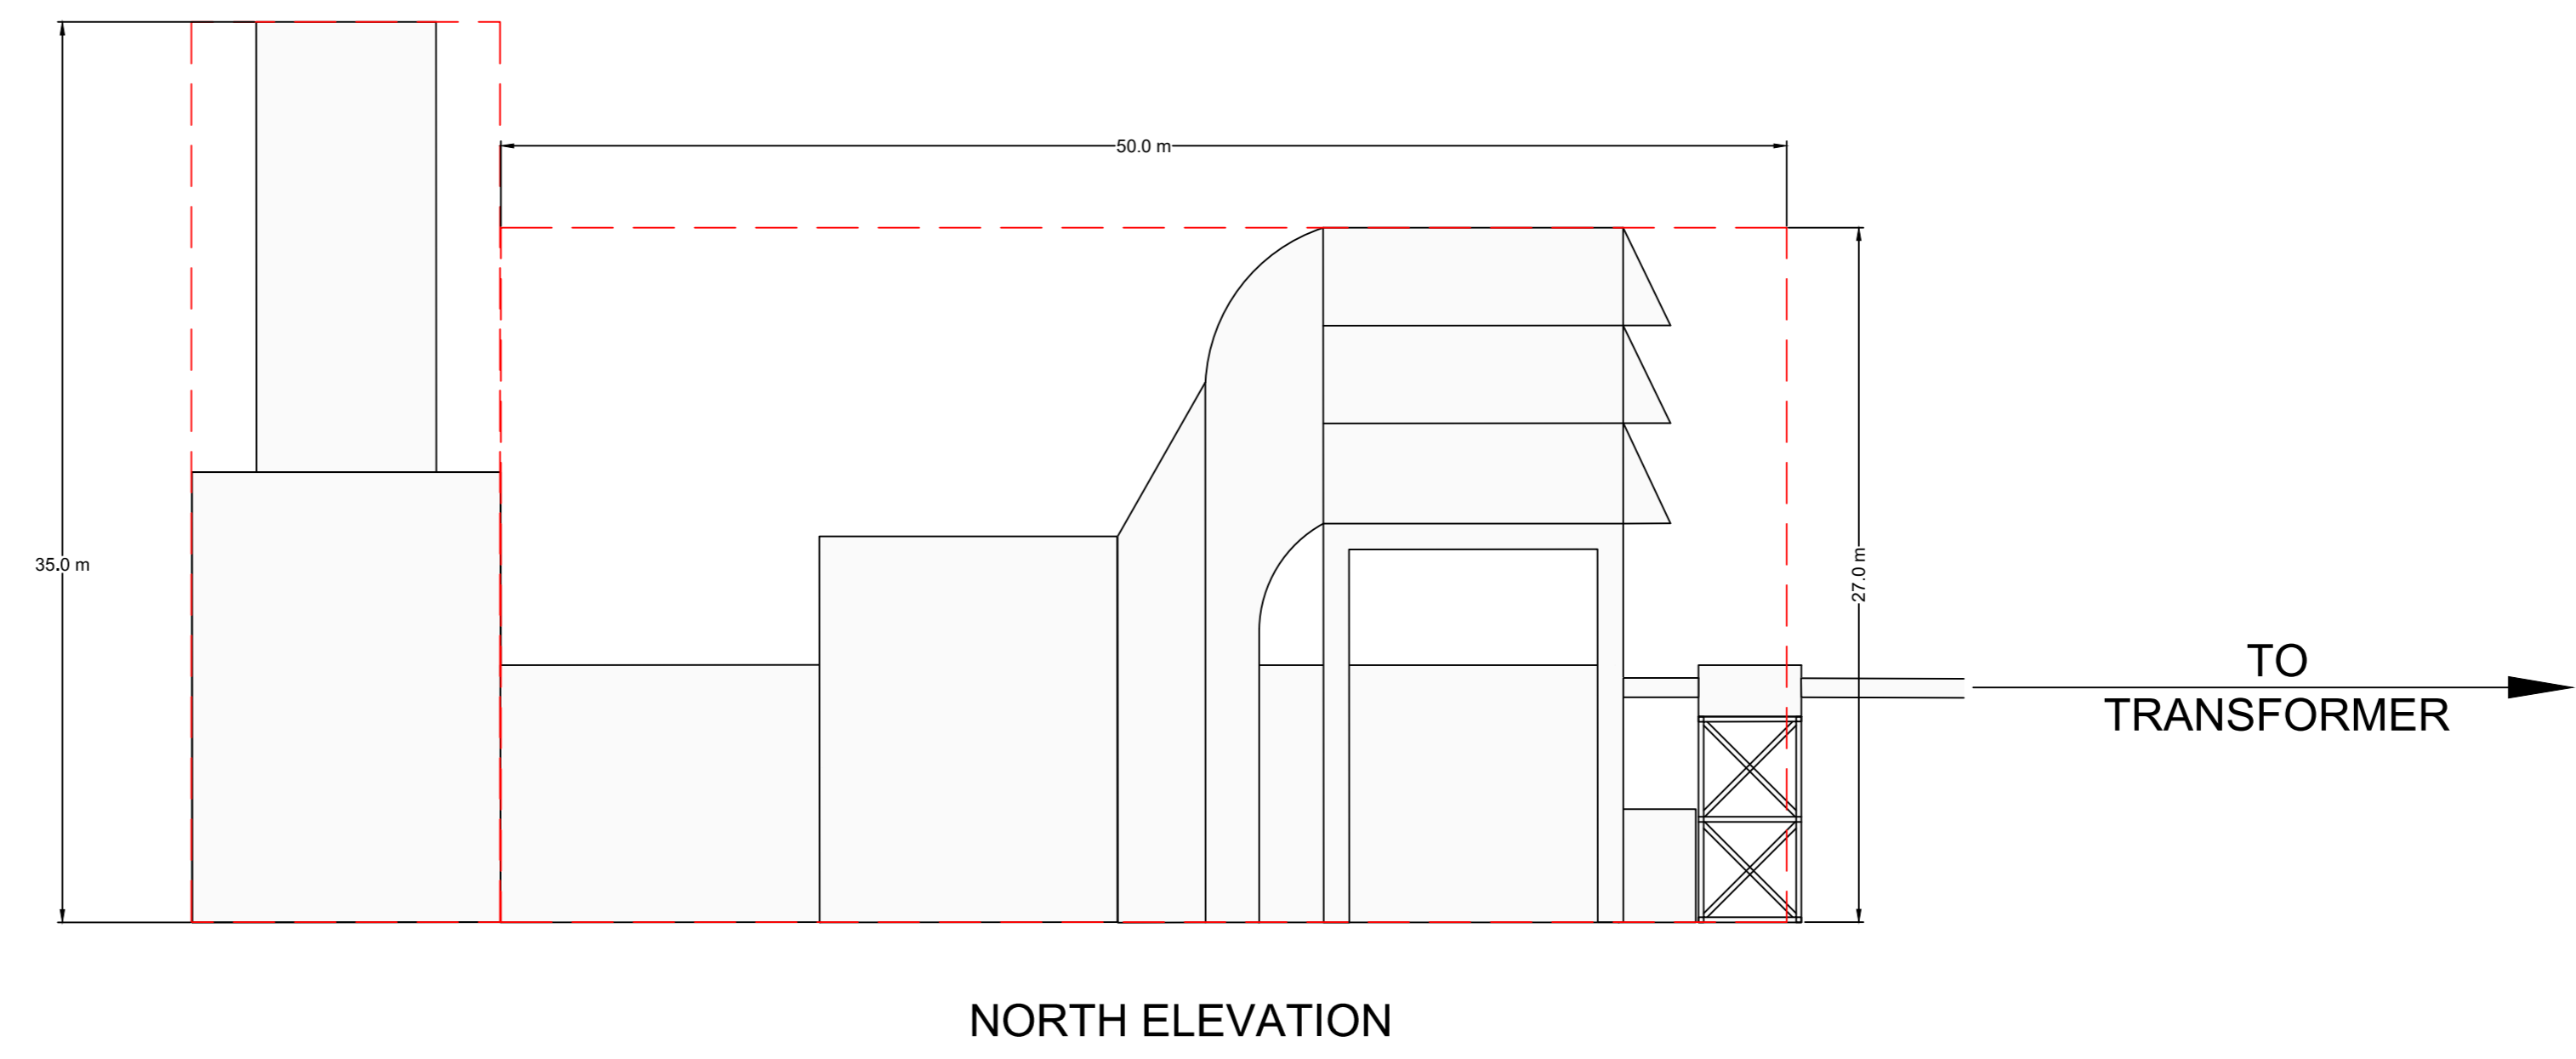 50.0 m
35.0 m
27.0 m
TO
TRANSFORMER
NORTH ELEVATION